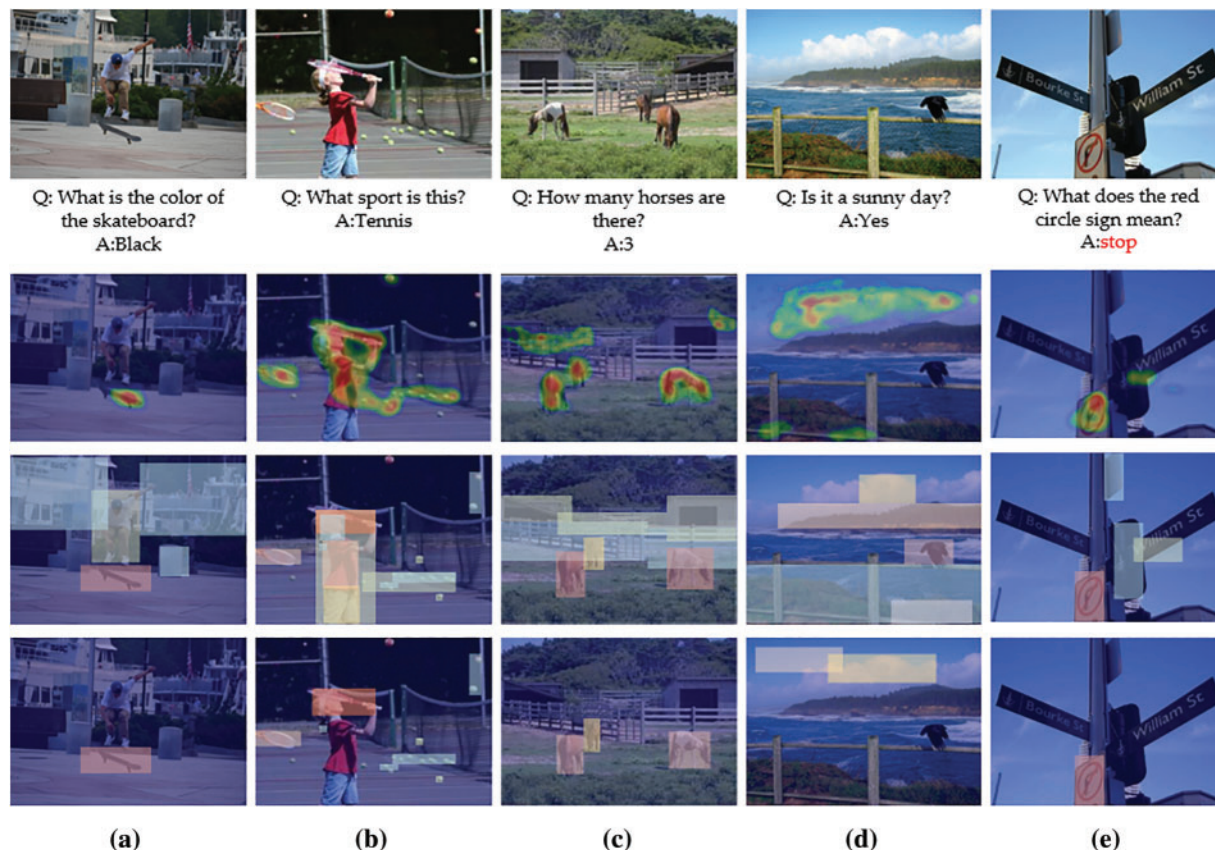 Bourke St
William St
Q: What is the color of
the skateboard?
A:Black
Q: What sport is this?
A:Tennis
Q: How many horses are
there?
A:3
Q: Is it a sunny day?
A:Yes
Q: What does the red
circle sign mean?
A:stop
Bourke St
William St
Bourke St
William St
Bourke St
William St
(a)
(b)
(c)
(d)
(e)